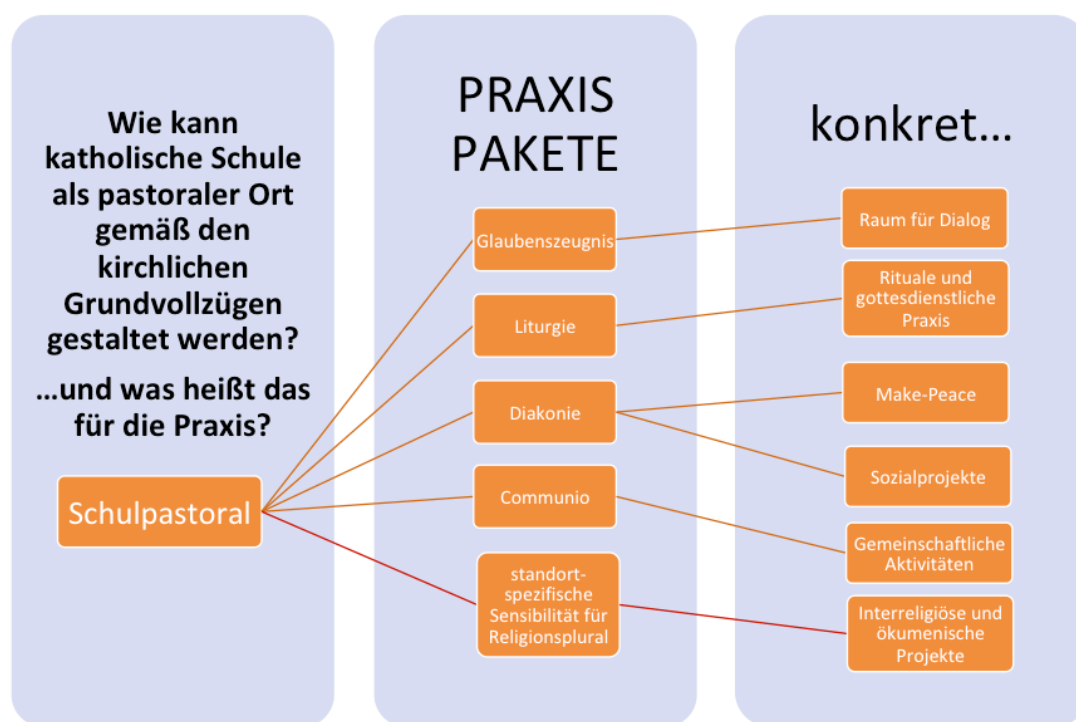 Wie kann
katholische Schule
als pastoraler Ort
gemäß den
kirchlichen
Grundvollzügen
gestaltet werden?
…und was heißt das
für die Praxis?
Schulpastoral
PRAXIS
PAKETE
Glaubenszeugnis
Liturgie
Diakonie
Communio
standort-
spezifische
Sensibilität für
Religionsplural
konkret…
Raum für Dialog
Rituale und
gottesdienstliche
Praxis
Make-Peace
Sozialprojekte
Gemeinschaftliche
Aktivitäten
Interreligiöse und
ökumenische
Projekte